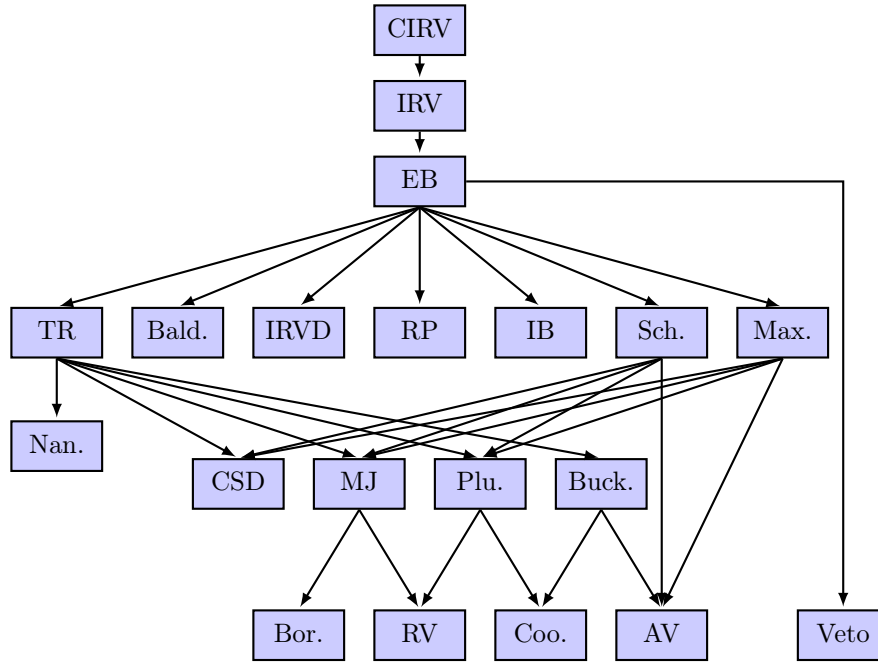 CIRV
IRV
EB
TR
Bald.
IRVD
RP
IB
Sch.
Max.
Nan.
CSD
MJ
Plu.
Buck.
Bor.
RV
Coo.
AV
Veto